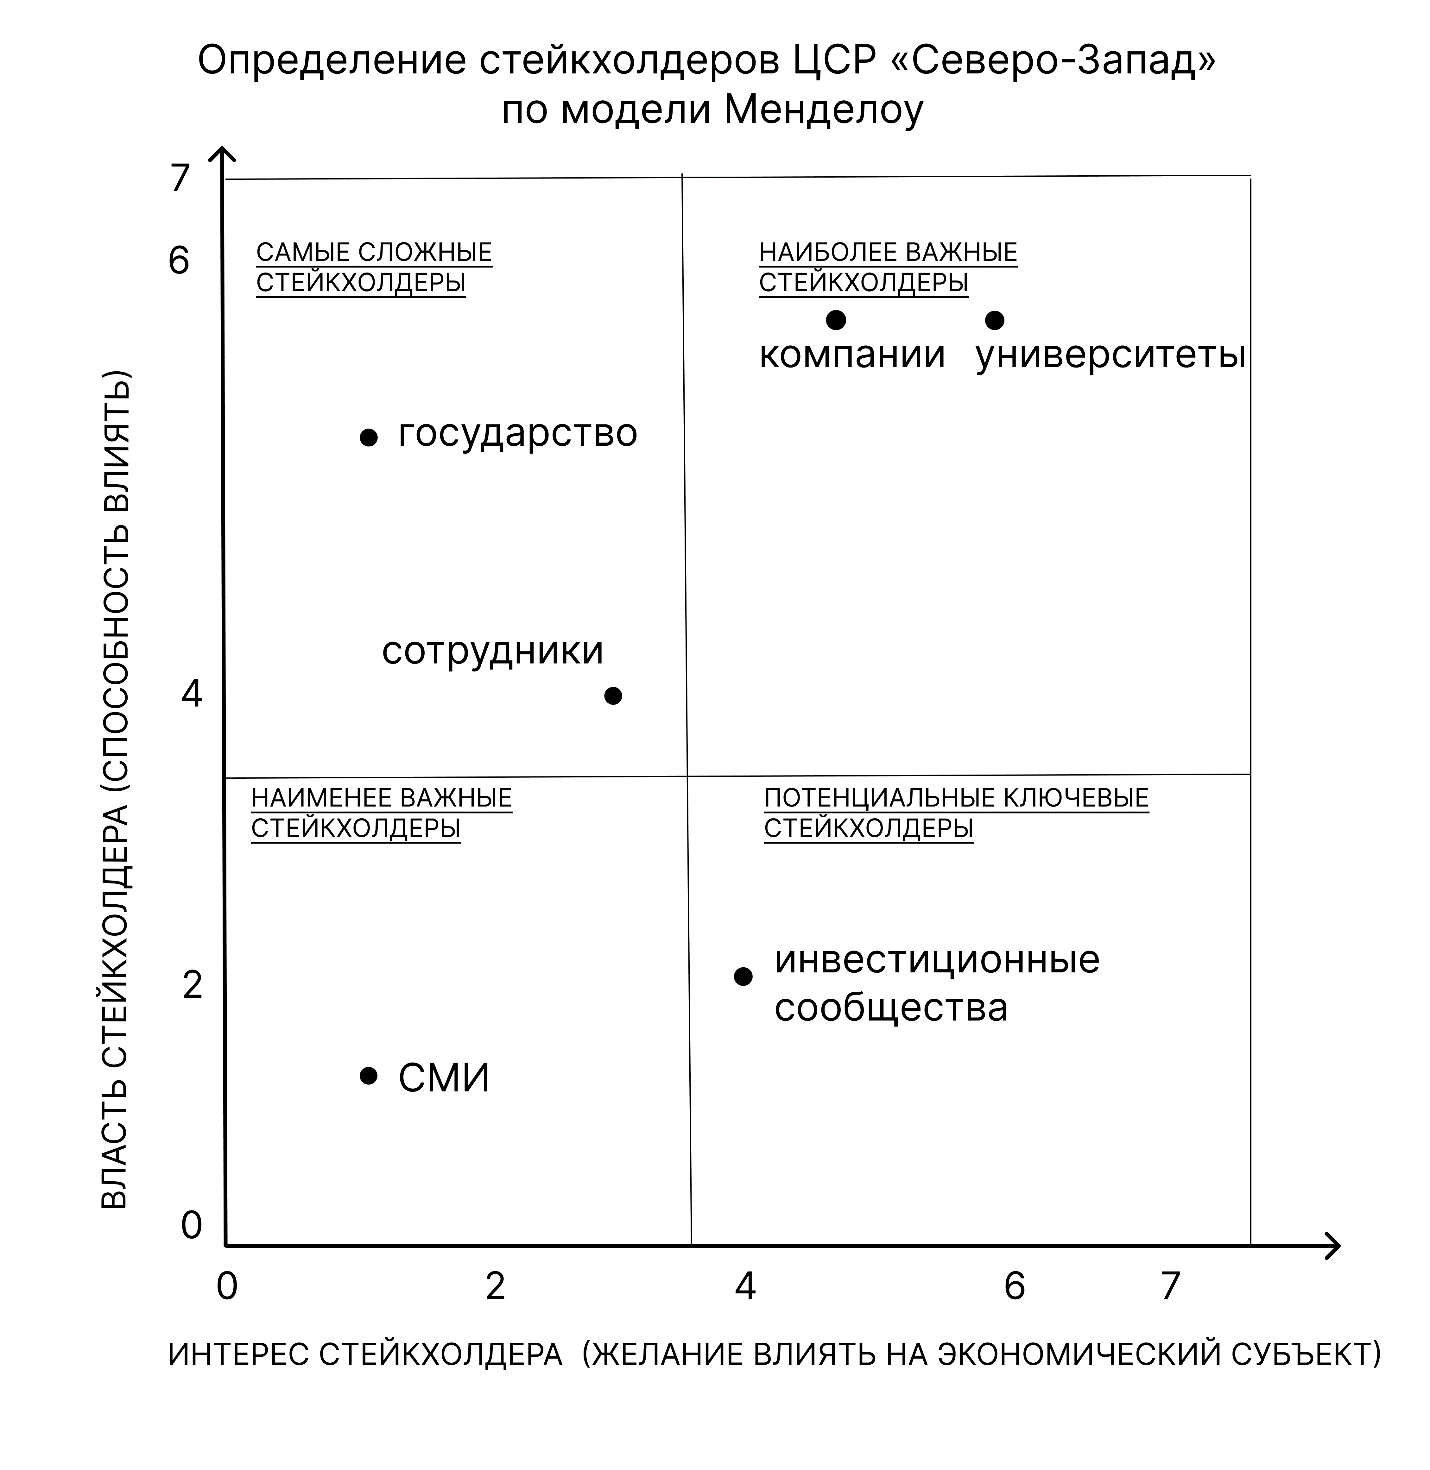 Определение стейкхолдеров ЦСР «Северо-Запад»
по модели Менделоу
7
6
САМЫЕ СЛОЖНЫЕ
СТЕЙКХОЛДЕРЫ
НАИБОЛЕЕ ВАЖНЫЕ
СТЕЙКХОЛДЕРЫ
компании
университеты
государство
сотрудники
4
НАИМЕНЕЕ ВАЖНЫЕ
СТЕЙКХОЛДЕРЫ
ПОТЕНЦИАЛЬНЫЕ КЛЮЧЕВЫЕ
СТЕЙКХОЛДЕРЫ
инвестиционные
сообщества
2
СМИ
0
ВЛАСТЬ СТЕЙКХОЛДЕРА (СПОСОБНОСТЬ ВЛИЯТЬ)
0 2 4 6 7
ИНТЕРЕС СТЕЙКХОЛДЕРА (ЖЕЛАНИЕ ВЛИЯТЬ НА ЭКОНОМИЧЕСКИЙ СУБЪЕКТ)